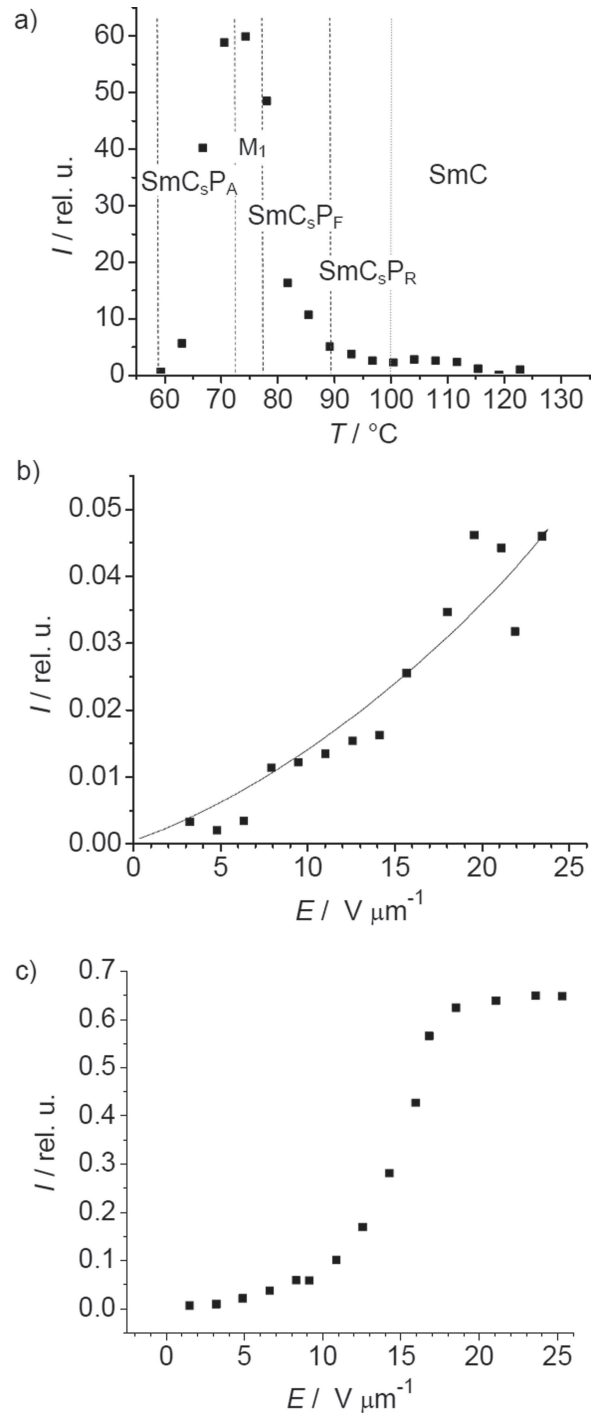 a)
60
50
40
30
20
10
0
I / rel. u.
SmCsPA
M1
SmCsPF
SmCsPR
SmC
60 70 80 90 100 110 120 130
T / °C
b)
0.05
0.04
0.03
0.02
0.01
0.00
I / rel. u.
0 5 10 15 20 25
E / V μm-1
c)
0.7
0.6
0.5
0.4
0.3
0.2
0.1
0.0
I / rel. u.
0 5 10 15 20 25
E / V μm-1